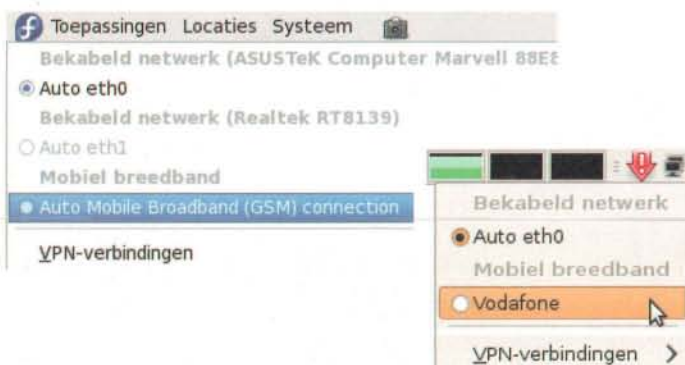 Toepassingen Locaties Systeem
Bekabeld netwerk (ASUSTeK Computer Marvell 88E8
Auto eth0
Bekabeld netwerk (Realtek RT8139)
Auto eth1
Mobiel breedband
Auto Mobile Broadband (GSM) connection
VPN-verbindingen
Bekabeld netwerk
Auto eth0
Mobiel breedband
Vodafone
VPN-verbindingen